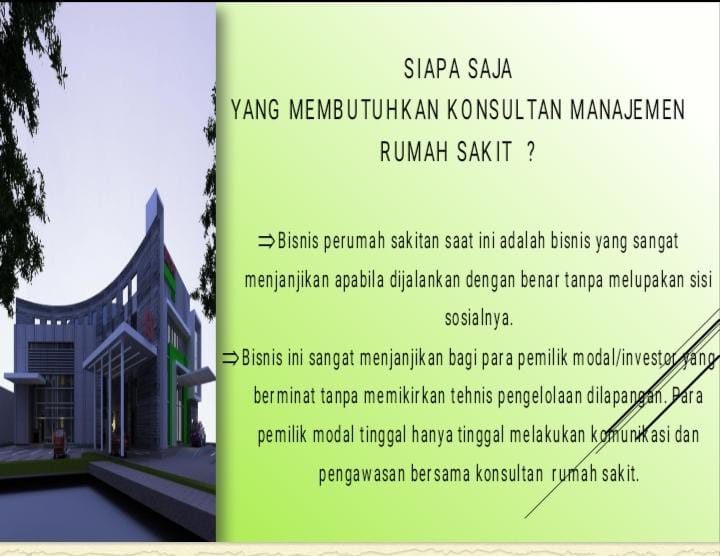 SIAPA SAJA
YANG MEMBUTUHKAN KONSULTAN MANAJEMEN
RUMAH SAKIT ?
⇒Bisnis perumah sakitan saat ini adalah bisnis yang sangat
menjanjikan apabila dijalankan dengan benar tanpa melupakan sisi
sosialnya.
⇒Bisnis ini sangat menjanjikan bagi para pemilik modal/investor yang
berminat tanpa memikirkan tehnis pengelolaan dilapangan. Para
pemilik modal tinggal hanya tinggal melakukan komunikasi dan
pengawasan bersama konsultan rumah sakit.